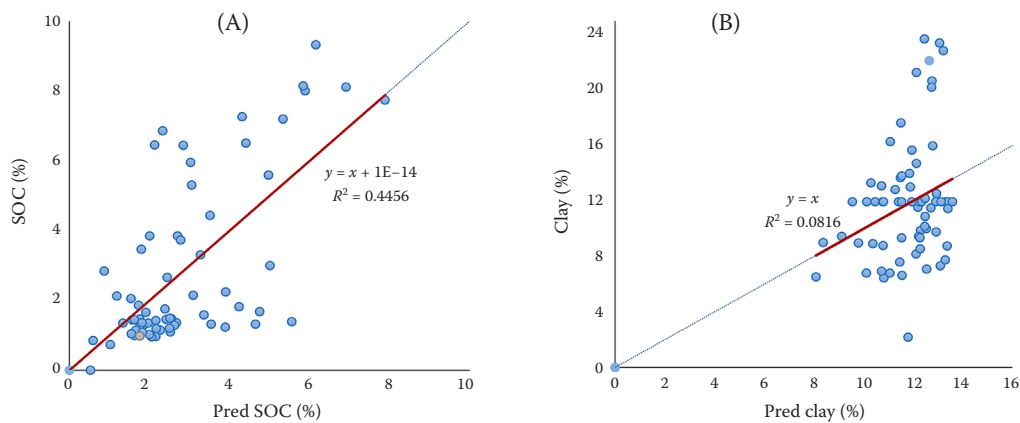 (A)
10
8
6
4
2
0
SOC (%)
y = x + 1E–14
R² = 0.4456
0 2 4 6 8 10
Pred SOC (%)
(B)
24
20
16
12
8
4
0
Clay (%)
y = x
R² = 0.0816
0 2 4 6 8 10 12 14 16
Pred clay (%)